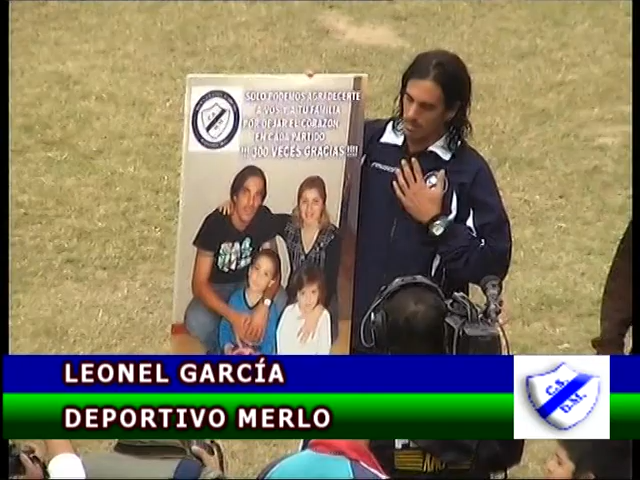 SOLO PODEMOS AGRADECERTE
A VOS Y A TU FAMILIA
POR DEJAR EL CORAZON
EN CADA PARTIDO
!!! 300 VECES GRACIAS !!!!
LEONEL GARCÍA
DEPORTIVO MERLO
C.S.
D.M.